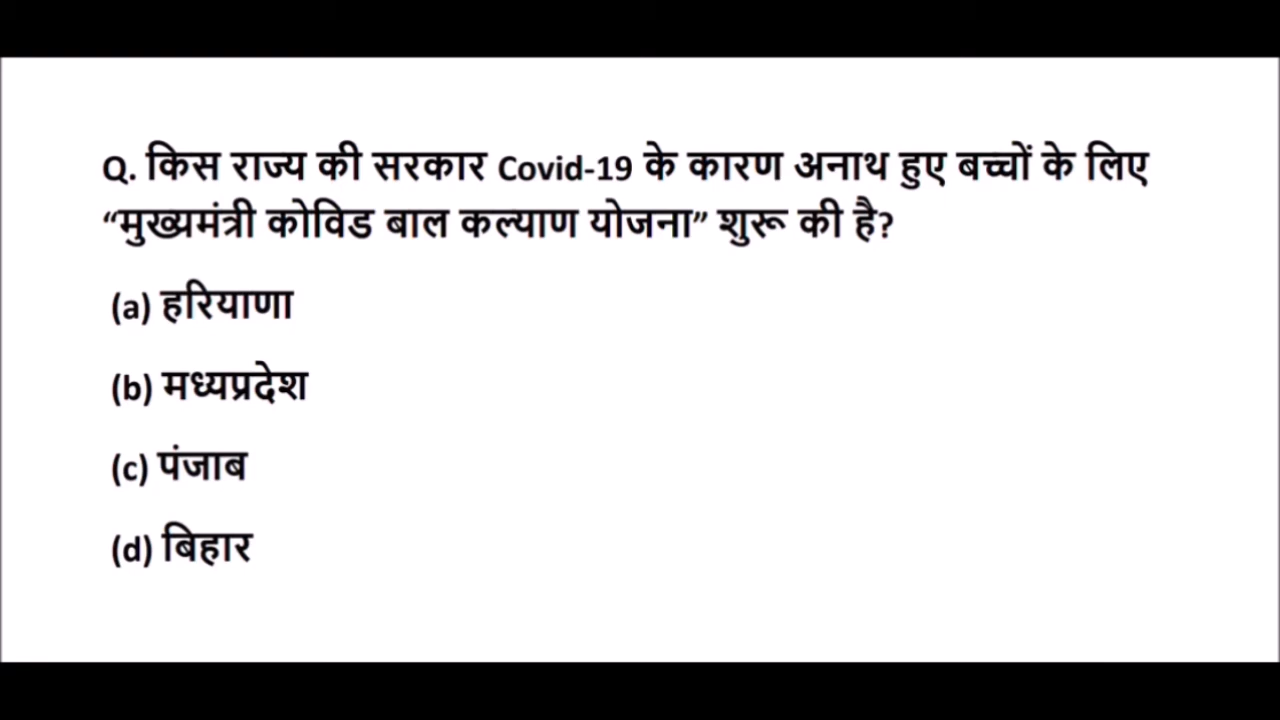 Q. किस राज्य की सरकार Covid-19 के कारण अनाथ हुए बच्चों के लिए
“मुख्यमंत्री कोविड बाल कल्याण योजना” शुरू की है?
(a) हरियाणा
(b) मध्यप्रदेश
(c) पंजाब
(d) बिहार